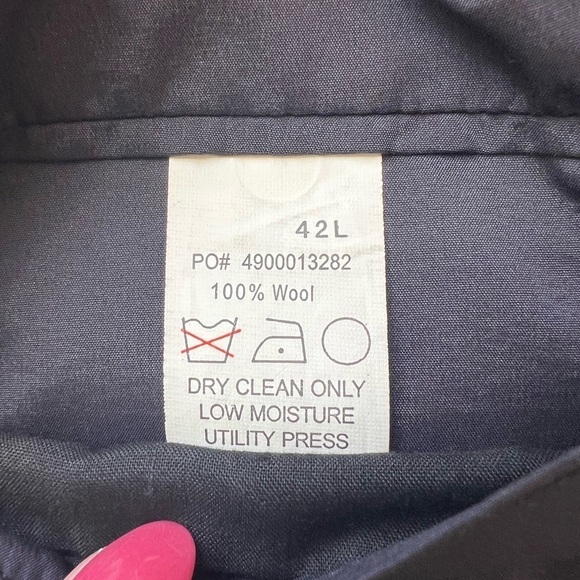 42L
PO# 4900013282
100% Wool
DRY CLEAN ONLY
LOW MOISTURE
UTILITY PRESS